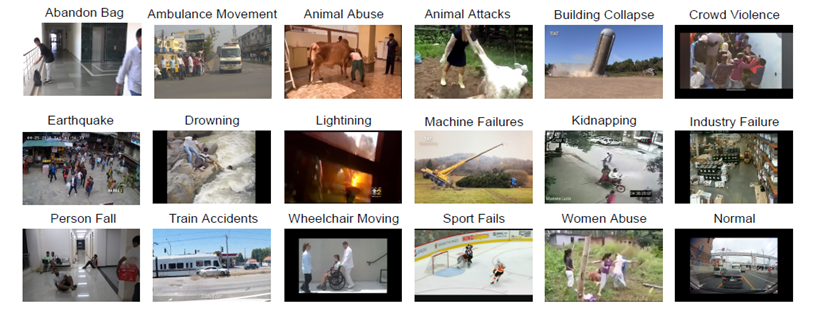 Abandon Bag
Ambulance Movement
Animal Abuse
Animal Attacks
Building Collapse
Crowd Violence
Earthquake
Drowning
Lightining
Machine Failures
Kidnapping
Industry Failure
Person Fall
Train Accidents
Wheelchair Moving
Sport Fails
Women Abuse
Normal